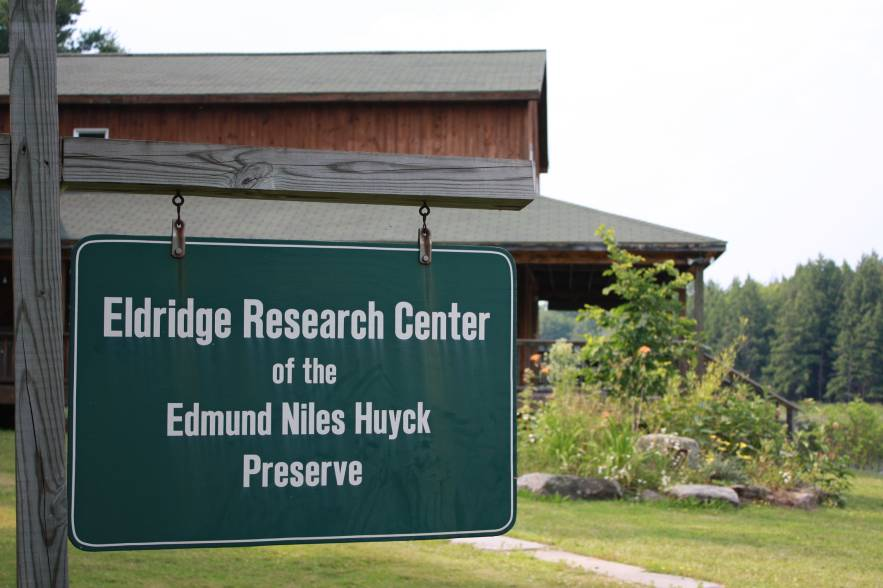 Eldridge Research Center
of the
Edmund Niles Huyck
Preserve